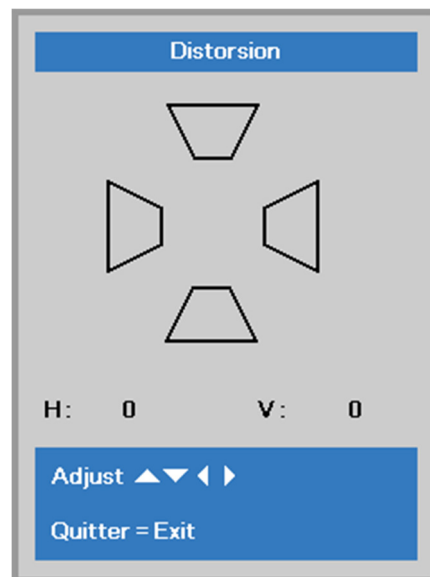 Distorsion
H: 0 V: 0
Adjust ▲▼◀▶
Quitter = Exit